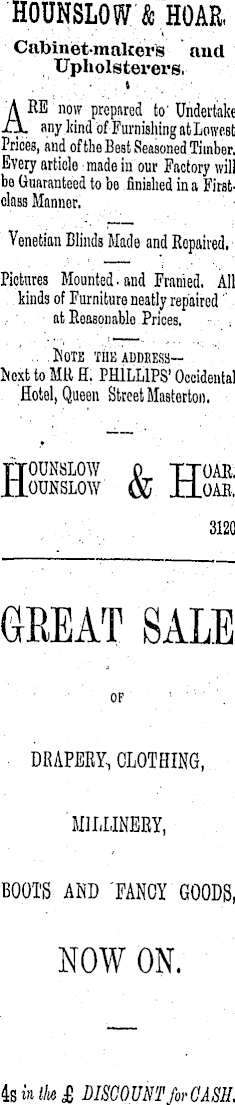 HOUNSLOW & HOAR.
Cabinet-makers and
Upholsterers.
ARE now prepared to Undertake
any kind of Furnishing at Lowest
Prices, and of the Best Seasoned Timber.
Every article made in our Factory will
be Guaranteed to be finished in a First-
class Manner.
Venetian Blinds Made and Repaired.
Pictures Mounted and Framed. All
kinds of Furniture neatly repaired
at Reasonable Prices.
NOTE THE ADDRESS—
Next to MR H. PHILLIPS' Occidental
Hotel, Queen Street Masterton.
HOUNSLOW & HOAR.
HOUNSLOW & HOAR.
3120
GREAT SALE
OF
DRAPERY, CLOTHING,
MILLINERY,
BOOTS AND FANCY GOODS,
NOW ON.
4s in the £ DISCOUNT for CASH.